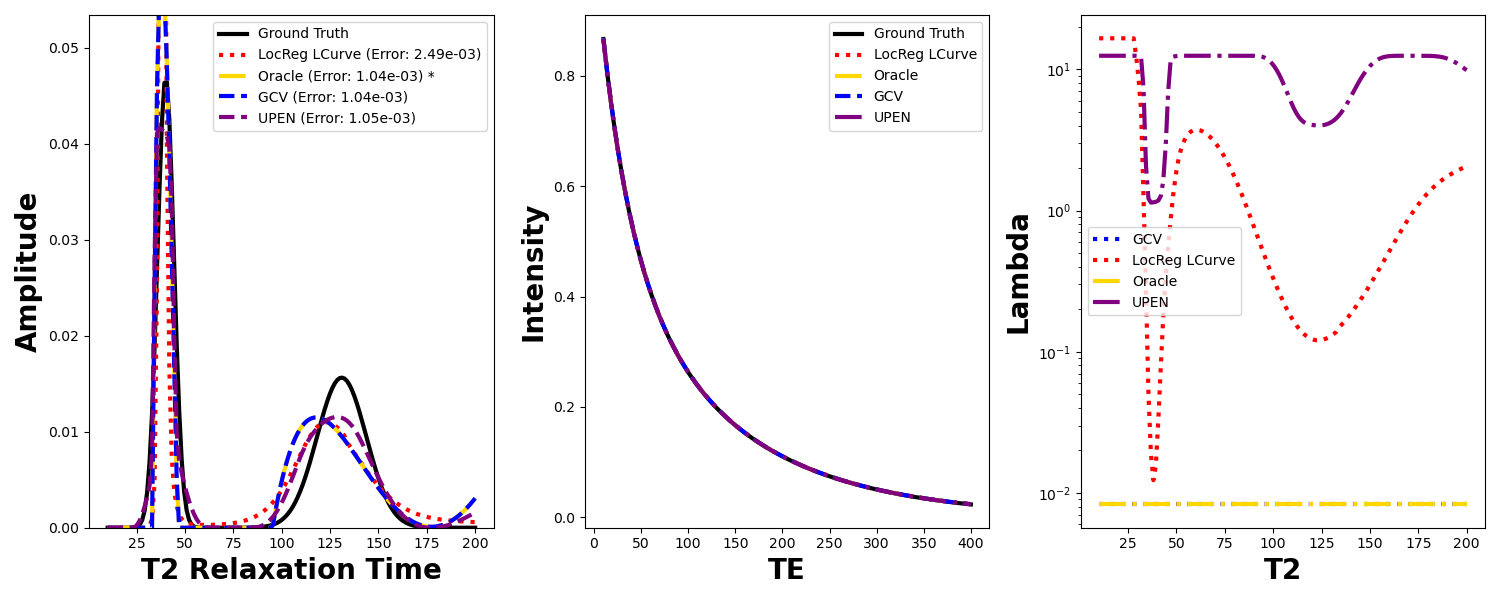 Amplitude
0.05
0.04
0.03
0.02
0.01
0.00
Ground Truth
LocReg LCurve (Error: 2.49e-03)
Oracle (Error: 1.04e-03) *
GCV (Error: 1.04e-03)
UPEN (Error: 1.05e-03)
25 50 75 100 125 150 175 200
T2 Relaxation Time
Intensity
0.8
0.6
0.4
0.2
0.0
Ground Truth
LocReg LCurve
Oracle
GCV
UPEN
0 50 100 150 200 250 300 350 400
TE
Lambda
10¹
10⁰
10⁻¹
10⁻²
GCV
LocReg LCurve
Oracle
UPEN
25 50 75 100 125 150 175 200
T2